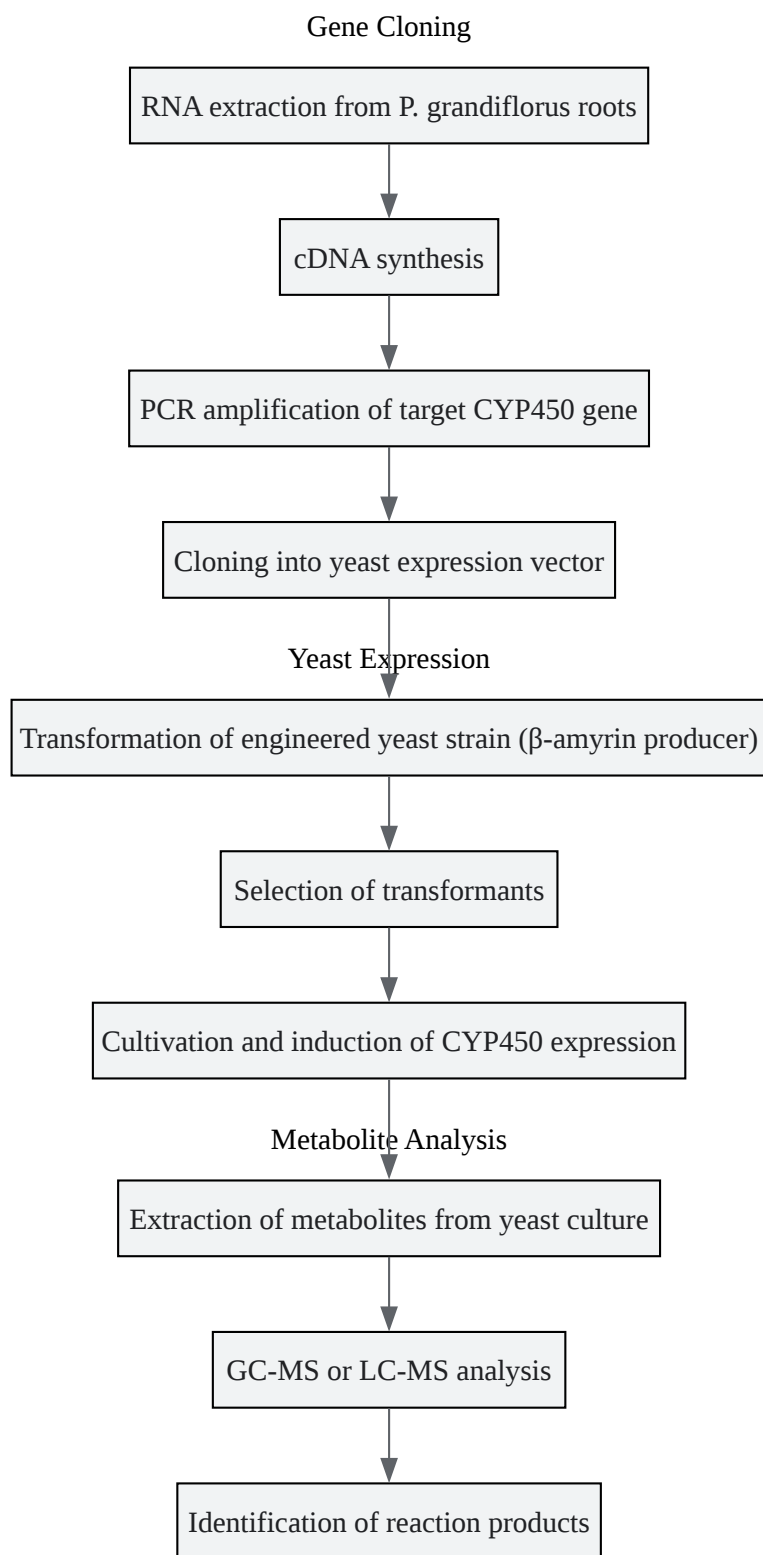 Gene Cloning
RNA extraction from P. grandiflorus roots
cDNA synthesis
PCR amplification of target CYP450 gene
Cloning into yeast expression vector
Yeast Expression
Transformation of engineered yeast strain (β-amyrin producer)
Selection of transformants
Cultivation and induction of CYP450 expression
Metabolite Analysis
Extraction of metabolites from yeast culture
GC-MS or LC-MS analysis
Identification of reaction products